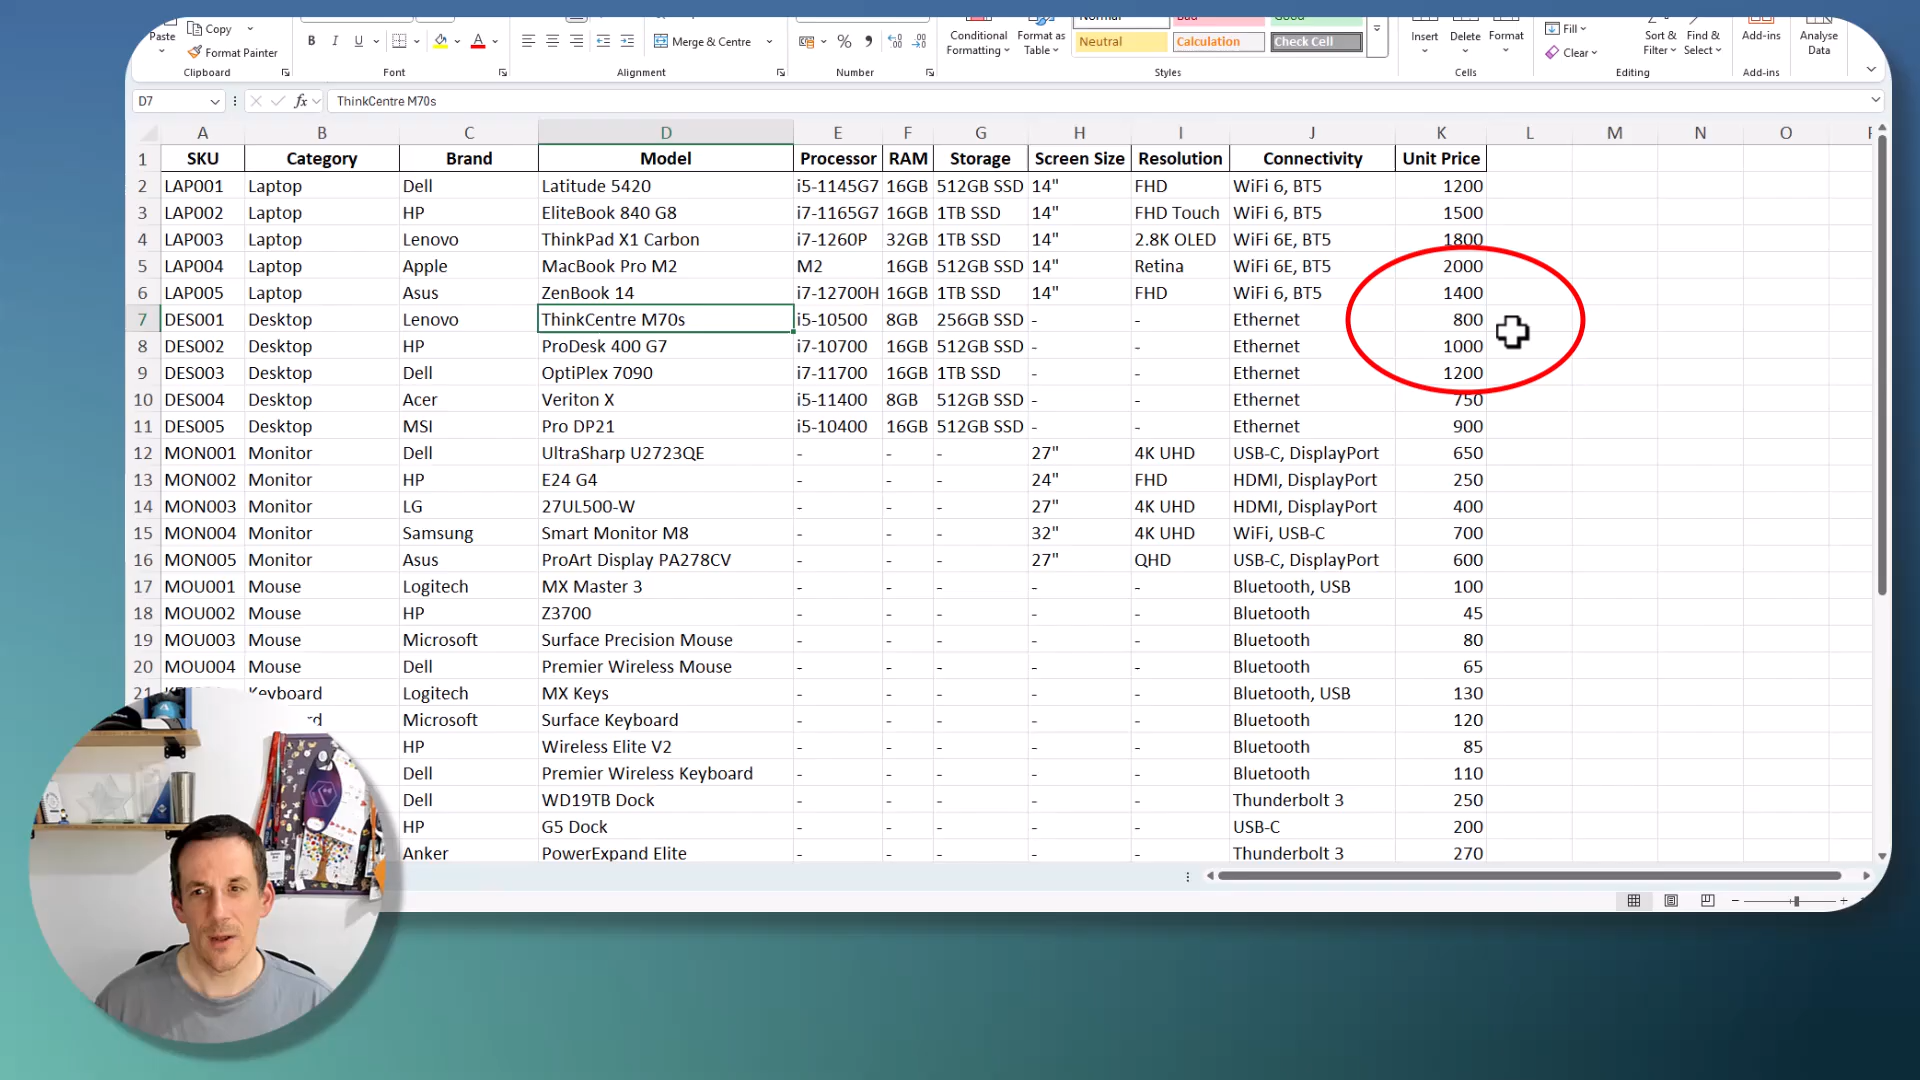 Paste
Copy
Format Painter
Clipboard
B I U
Font
Merge & Centre
Alignment
%
Number
Conditional Formatting
Format as Table
Normal Bad Good
Neutral Calculation Check Cell
Styles
Insert Delete Format
Cells
Fill
Clear
Sort & Filter
Find & Select
Editing
Add-ins
Add-ins
Analyse Data
D7 fx ThinkCentre M70s
A B C D E F G H I J K L M N O
1 SKU Category Brand Model Processor RAM Storage Screen Size Resolution Connectivity Unit Price
2 LAP001 Laptop Dell Latitude 5420 i5-1145G7 16GB 512GB SSD 14" FHD WiFi 6, BT5 1200
3 LAP002 Laptop HP EliteBook 840 G8 i7-1165G7 16GB 1TB SSD 14" FHD Touch WiFi 6, BT5 1500
4 LAP003 Laptop Lenovo ThinkPad X1 Carbon i7-1260P 32GB 1TB SSD 14" 2.8K OLED WiFi 6E, BT5 1800
5 LAP004 Laptop Apple MacBook Pro M2 M2 16GB 512GB SSD 14" Retina WiFi 6E, BT5 2000
6 LAP005 Laptop Asus ZenBook 14 i7-12700H 16GB 1TB SSD 14" FHD WiFi 6, BT5 1400
7 DES001 Desktop Lenovo ThinkCentre M70s i5-10500 8GB 256GB SSD - - Ethernet 800
8 DES002 Desktop HP ProDesk 400 G7 i7-10700 16GB 512GB SSD - - Ethernet 1000
9 DES003 Desktop Dell OptiPlex 7090 i7-11700 16GB 1TB SSD - - Ethernet 1200
10 DES004 Desktop Acer Veriton X i5-11400 8GB 512GB SSD - - Ethernet 750
11 DES005 Desktop MSI Pro DP21 i5-10400 16GB 512GB SSD - - Ethernet 900
12 MON001 Monitor Dell UltraSharp U2723QE - - - 27" 4K UHD USB-C, DisplayPort 650
13 MON002 Monitor HP E24 G4 - - - 24" FHD HDMI, DisplayPort 250
14 MON003 Monitor LG 27UL500-W - - - 27" 4K UHD HDMI, DisplayPort 400
15 MON004 Monitor Samsung Smart Monitor M8 - - - 32" 4K UHD WiFi, USB-C 700
16 MON005 Monitor Asus ProArt Display PA278CV - - - 27" QHD USB-C, DisplayPort 600
17 MOU001 Mouse Logitech MX Master 3 - - - - - Bluetooth, USB 100
18 MOU002 Mouse HP Z3700 - - - - - Bluetooth 45
19 MOU003 Mouse Microsoft Surface Precision Mouse - - - - - Bluetooth 80
20 MOU004 Mouse Dell Premier Wireless Mouse - - - - - Bluetooth 65
21 Keyboard Logitech MX Keys - - - - - Bluetooth, USB 130
rd Microsoft Surface Keyboard - - - - - Bluetooth 120
HP Wireless Elite V2 - - - - - Bluetooth 85
Dell Premier Wireless Keyboard - - - - - Bluetooth 110
Dell WD19TB Dock - - - - - Thunderbolt 3 250
HP G5 Dock - - - - - USB-C 200
Anker PowerExpand Elite - - - - - Thunderbolt 3 270